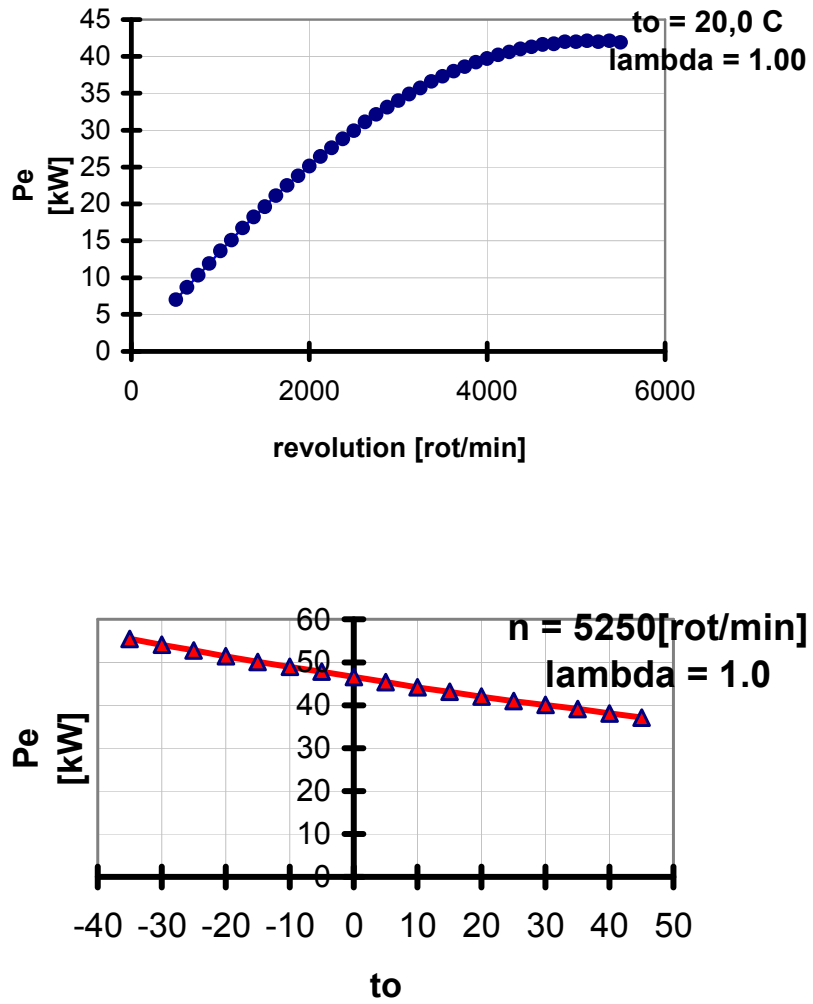 45
to = 20,0 C
40
lambda = 1.00
35
30
25
Pe
[kW]
20
15
10
5
0
0 2000 4000 6000
revolution [rot/min]
60
n = 5250[rot/min]
50
lambda = 1.0
40
Pe
[kW]
30
20
10
0
-40 -30 -20 -10 0 10 20 30 40 50
to